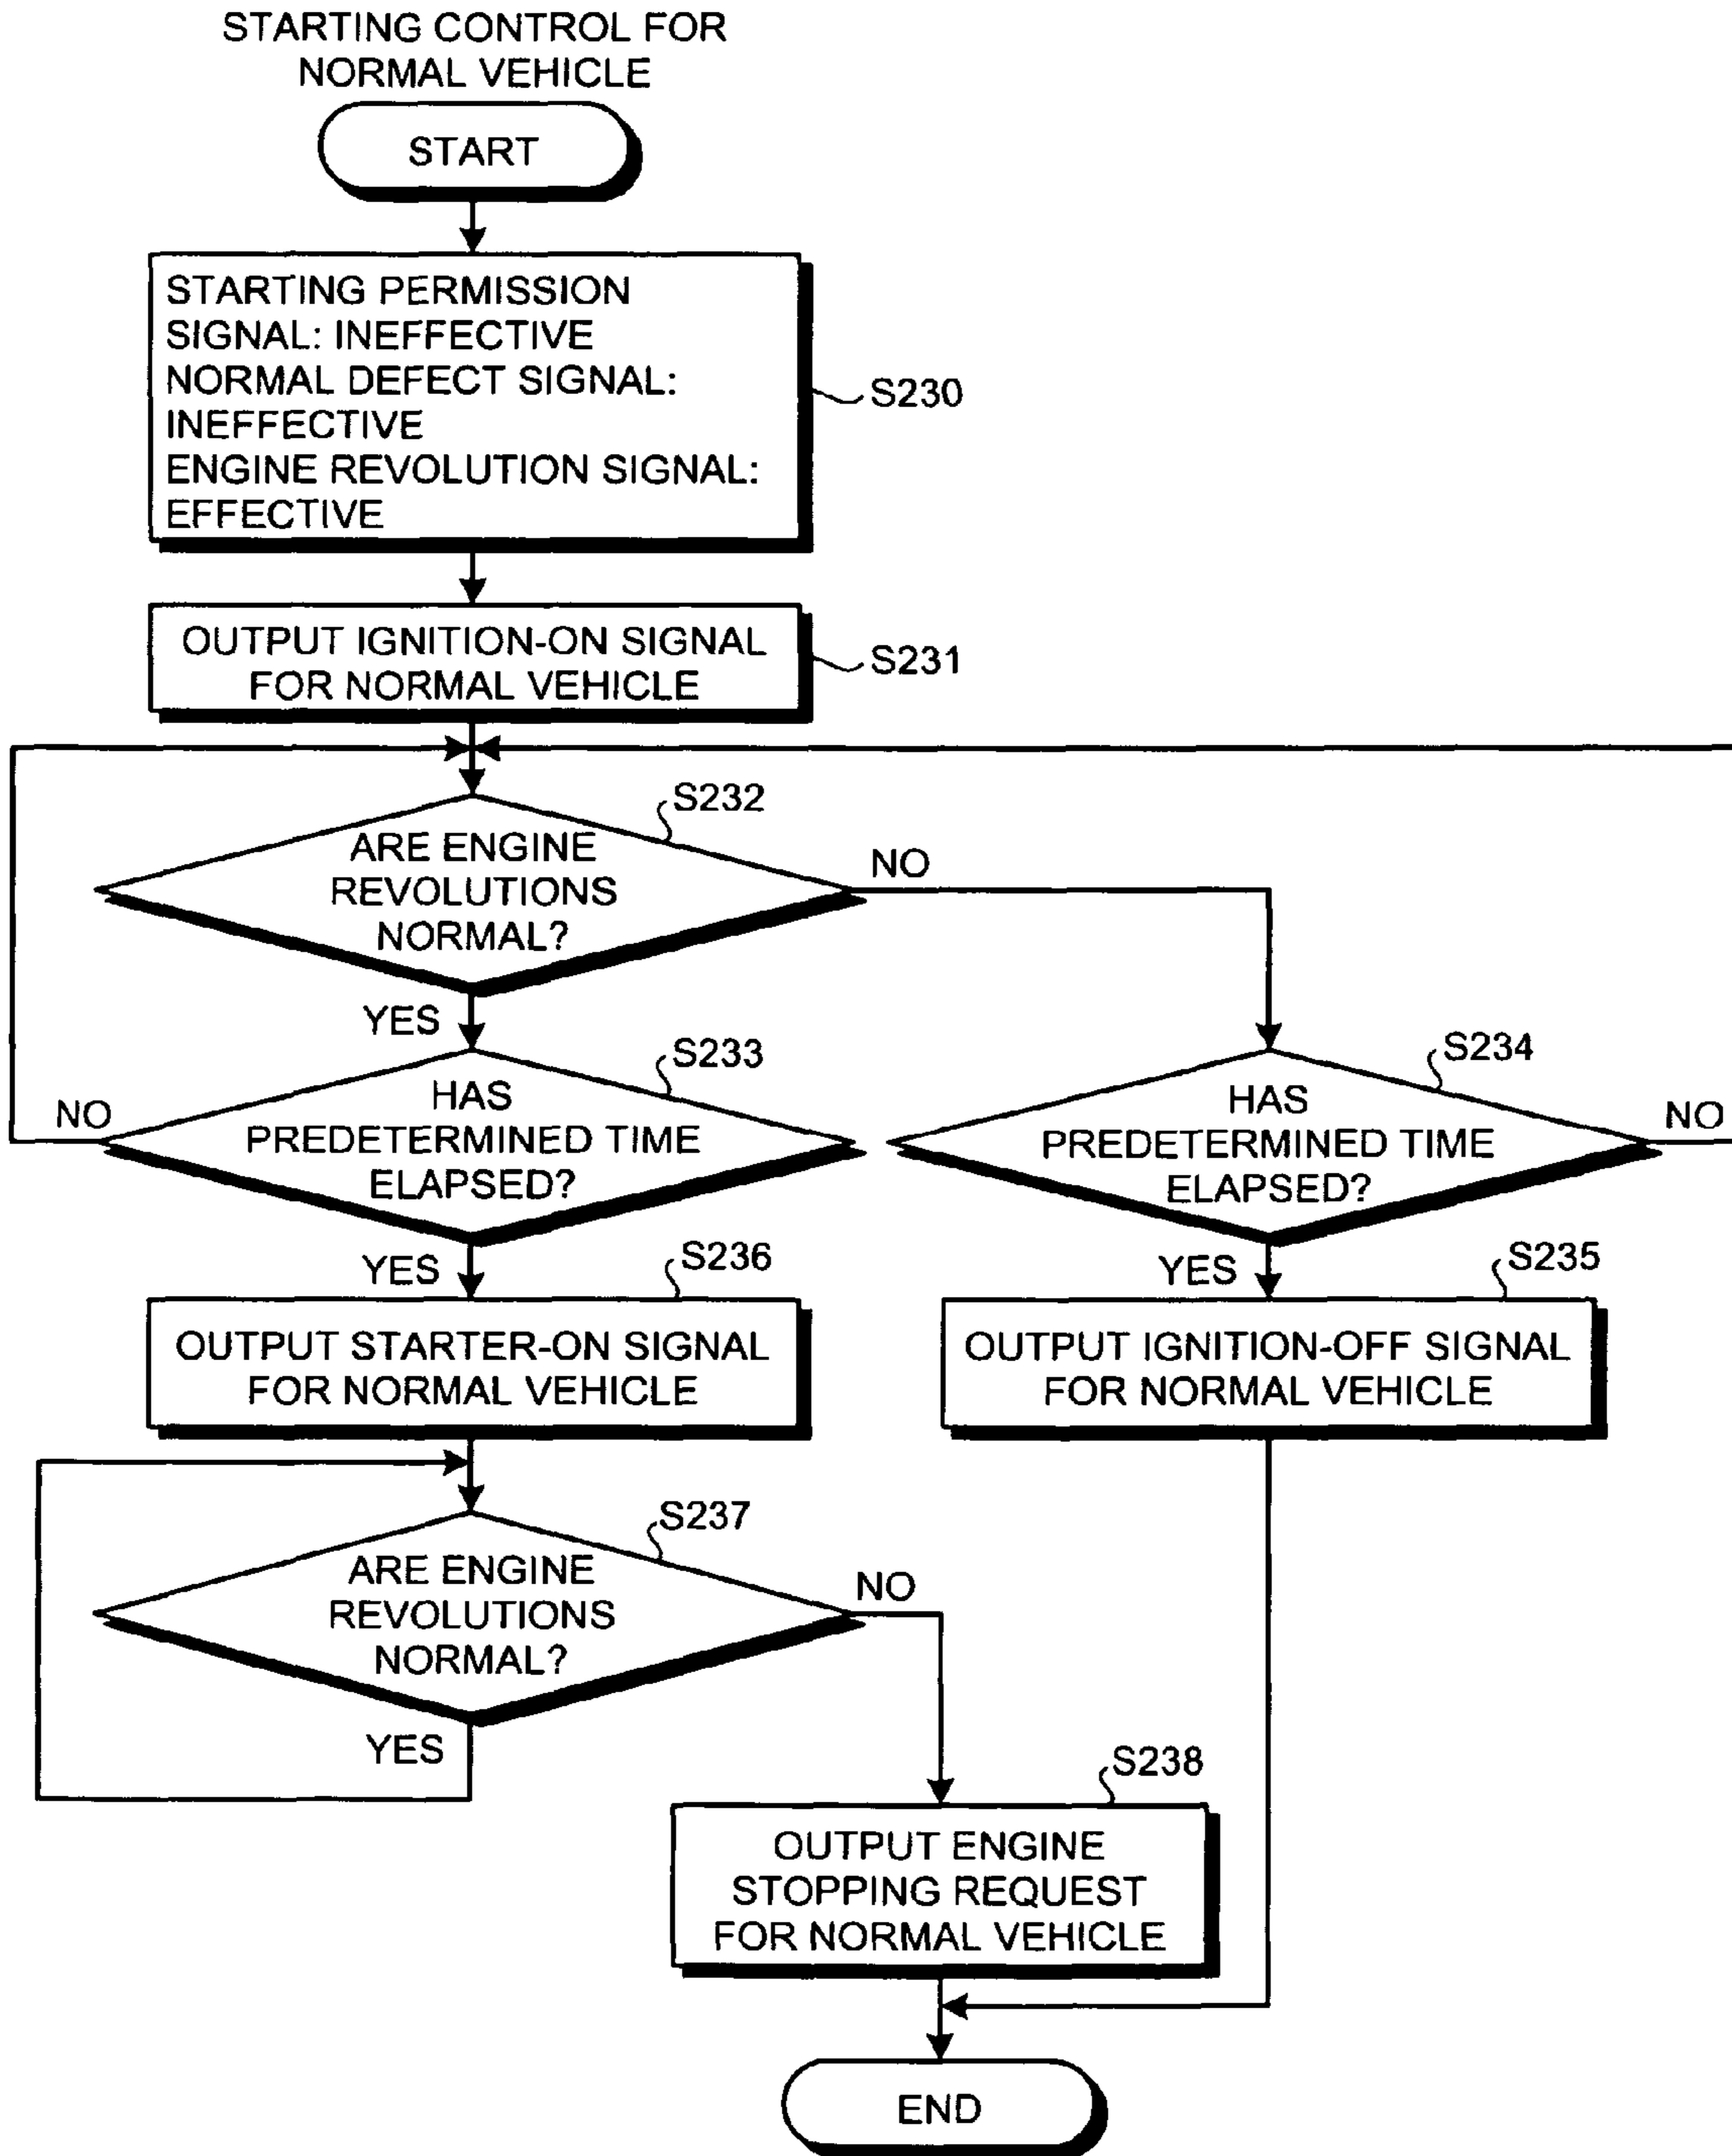 STARTING CONTROL FOR
NORMAL VEHICLE
START
STARTING PERMISSION
SIGNAL: INEFFECTIVE
NORMAL DEFECT SIGNAL:
INEFFECTIVE
ENGINE REVOLUTION SIGNAL:
EFFECTIVE
S230
OUTPUT IGNITION-ON SIGNAL
FOR NORMAL VEHICLE
S231
S232
ARE ENGINE
REVOLUTIONS
NORMAL?
NO
YES
S233
HAS
PREDETERMINED TIME
ELAPSED?
NO
S234
HAS
PREDETERMINED TIME
ELAPSED?
NO
YES
S236
OUTPUT STARTER-ON SIGNAL
FOR NORMAL VEHICLE
YES
S235
OUTPUT IGNITION-OFF SIGNAL
FOR NORMAL VEHICLE
S237
ARE ENGINE
REVOLUTIONS
NORMAL?
NO
YES
S238
OUTPUT ENGINE
STOPPING REQUEST
FOR NORMAL VEHICLE
END